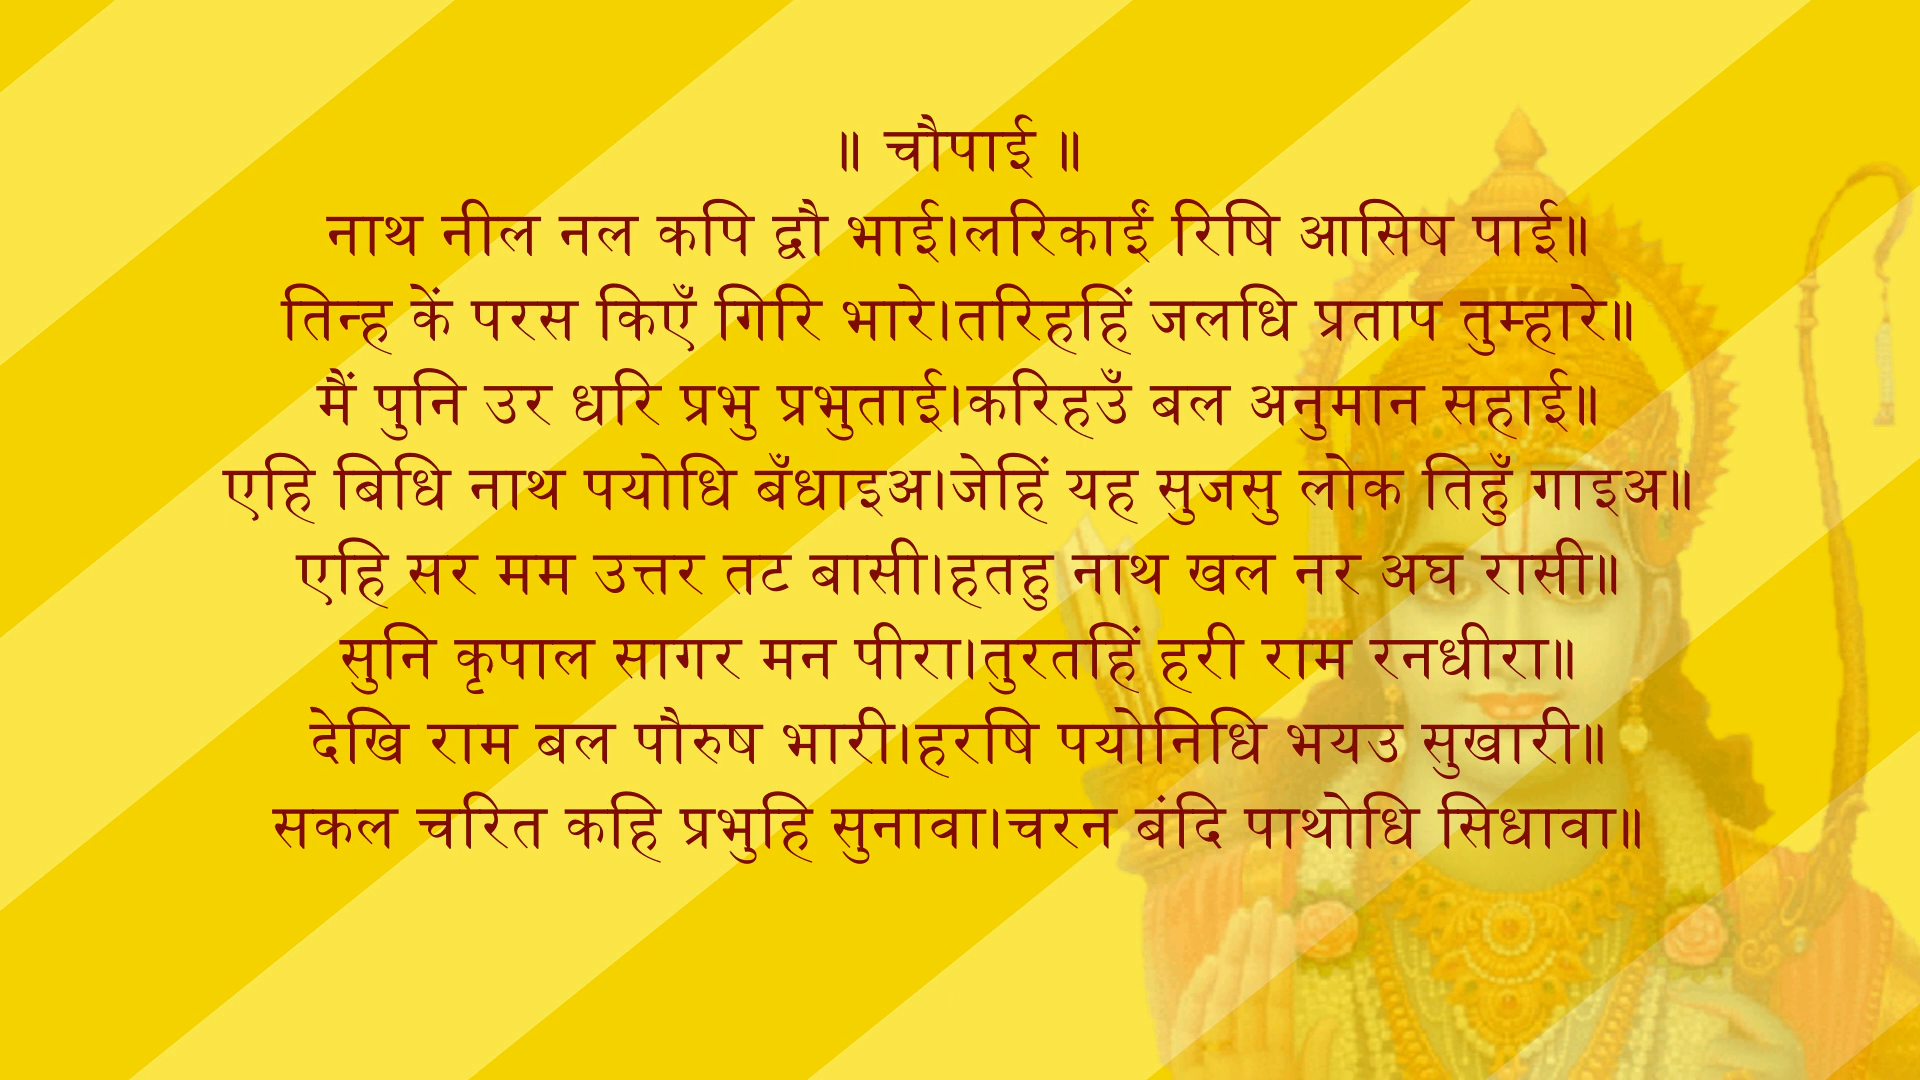 ॥ चौपाई ॥
नाथ नील नल कपि द्वौ भाई।लरिकाईं रिषि आसिष पाई॥
तिन्ह कें परस किएँ गिरि भारे।तरिहहिं जलधि प्रताप तुम्हारे॥
मैं पुनि उर धरि प्रभु प्रभुताई।करिहउँ बल अनुमान सहाई॥
एहि बिधि नाथ पयोधि बँधाइअ।जेहिं यह सुजसु लोक तिहुँ गाइअ॥
एहि सर मम उत्तर तट बासी।हतहु नाथ खल नर अघ रासी॥
सुनि कृपाल सागर मन पीरा।तुरतहिं हरी राम रनधीरा॥
देखि राम बल पौरुष भारी।हरषि पयोनिधि भयउ सुखारी॥
सकल चरित कहि प्रभुहि सुनावा।चरन बंदि पाथोधि सिधावा॥